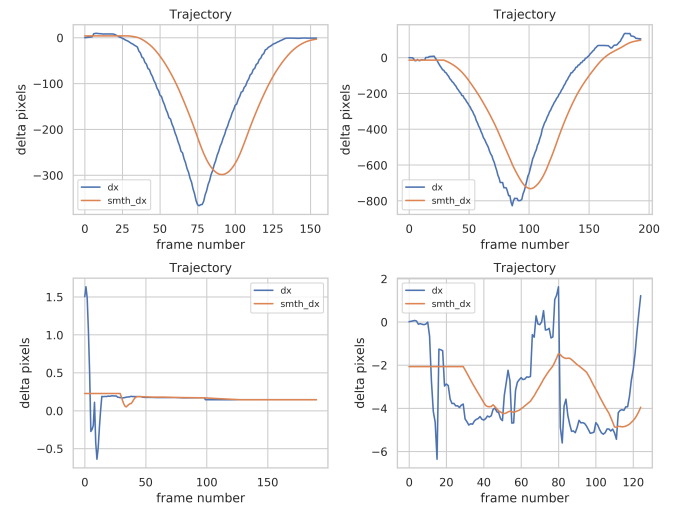 Trajectory
0
−100
−200
−300
delta pixels
dx
smth_dx
0 25 50 75 100 125 150
frame number
Trajectory
0
−200
−400
−600
−800
delta pixels
dx
smth_dx
0 50 100 150 200
frame number
Trajectory
1.5
1.0
0.5
0.0
−0.5
delta pixels
dx
smth_dx
0 50 100 150
frame number
Trajectory
2
0
−2
−4
−6
delta pixels
dx
smth_dx
0 20 40 60 80 100 120
frame number